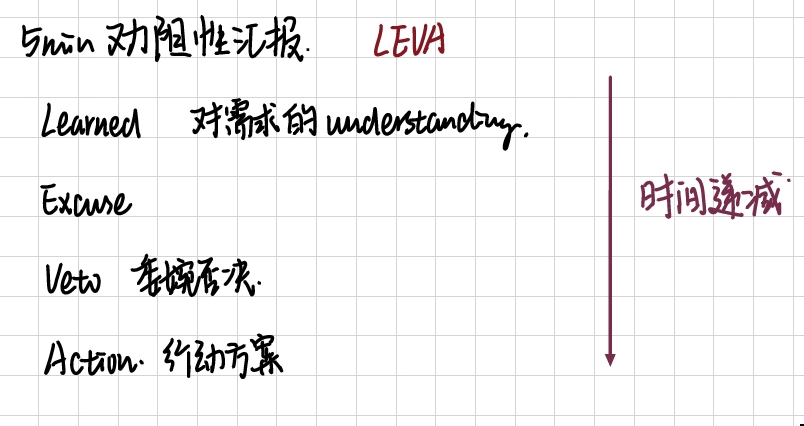 5min 劝阻性汇报. LEVA
Learned 对需求的 understanding.
Excuse
时间递减
Veto 委婉否决.
Action. 行动方案